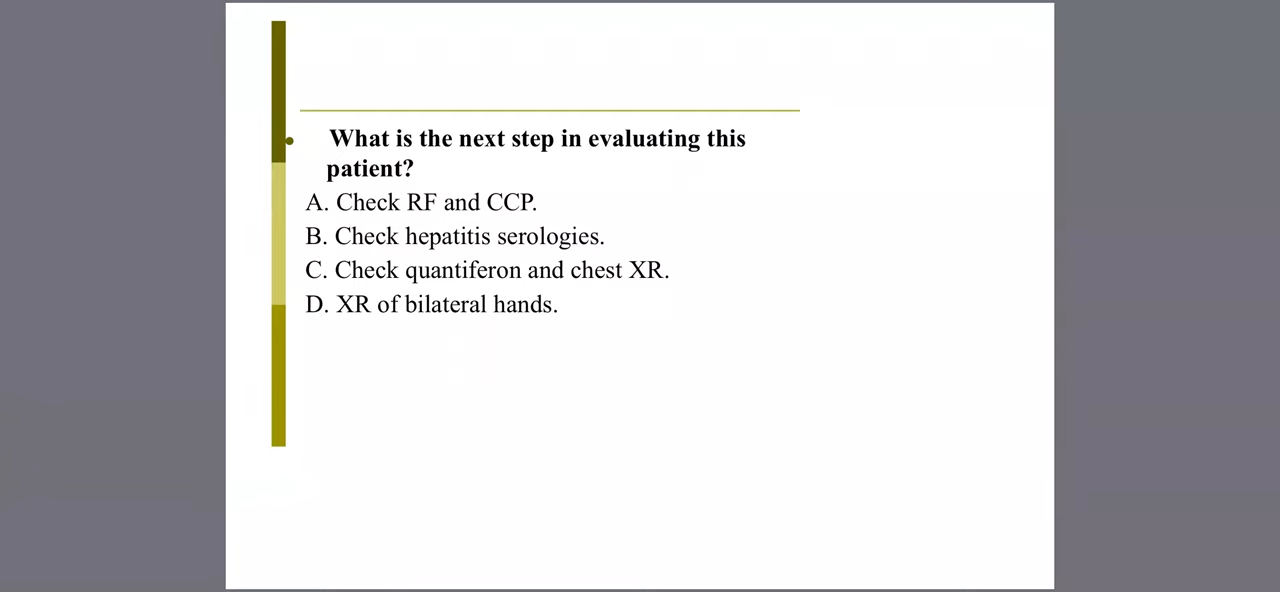 • What is the next step in evaluating this
patient?
A. Check RF and CCP.
B. Check hepatitis serologies.
C. Check quantiferon and chest XR.
D. XR of bilateral hands.